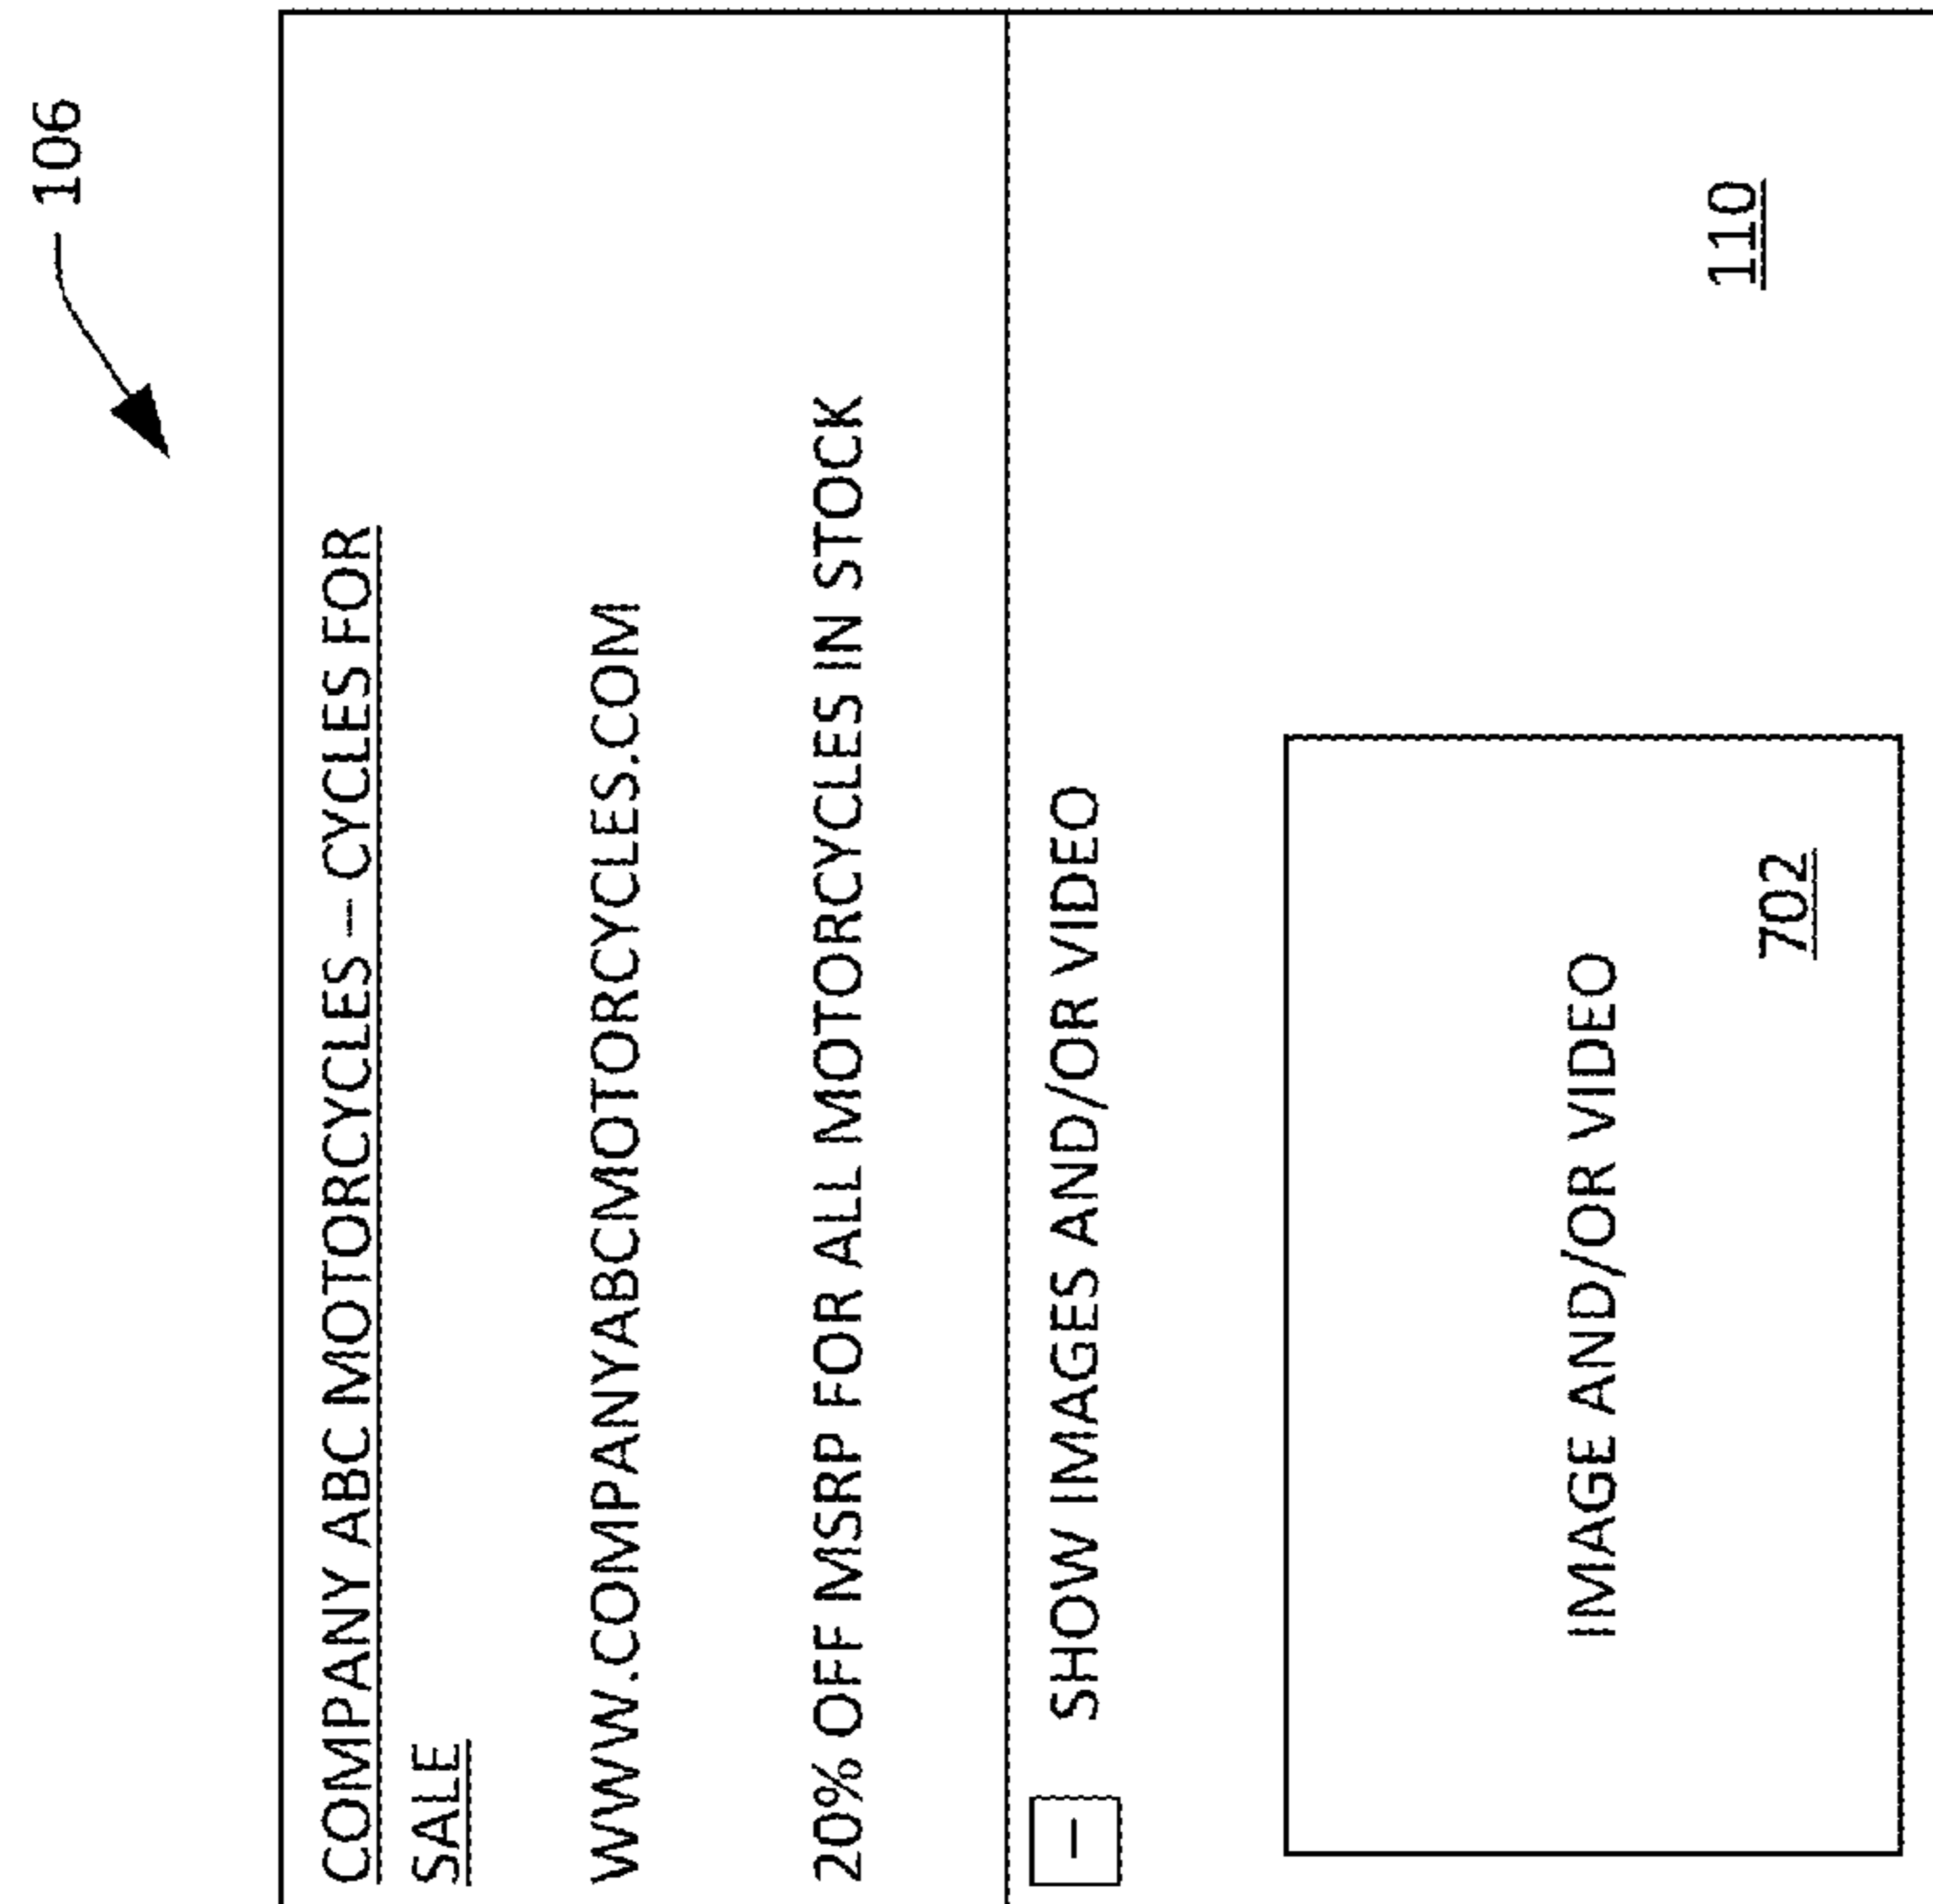 106
COMPANY ABC MOTORCYCLES – CYCLES FOR
SALE
WWW.COMPANYABCMOTORCYCLES.COM
20% OFF MSRP FOR ALL MOTORCYCLES IN STOCK
– SHOW IMAGES AND/OR VIDEO
IMAGE AND/OR VIDEO
702
110